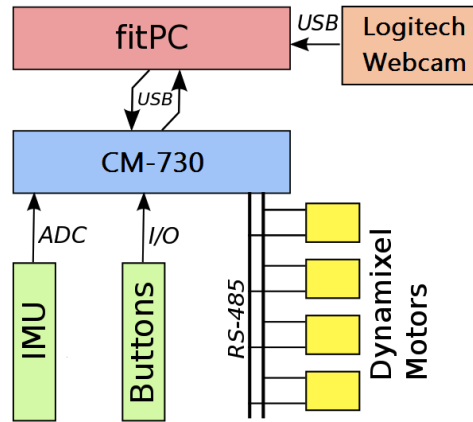 fitPC
USB
Logitech
Webcam
USB
CM-730
ADC
I/O
IMU
Buttons
RS-485
Dynamixel
Motors